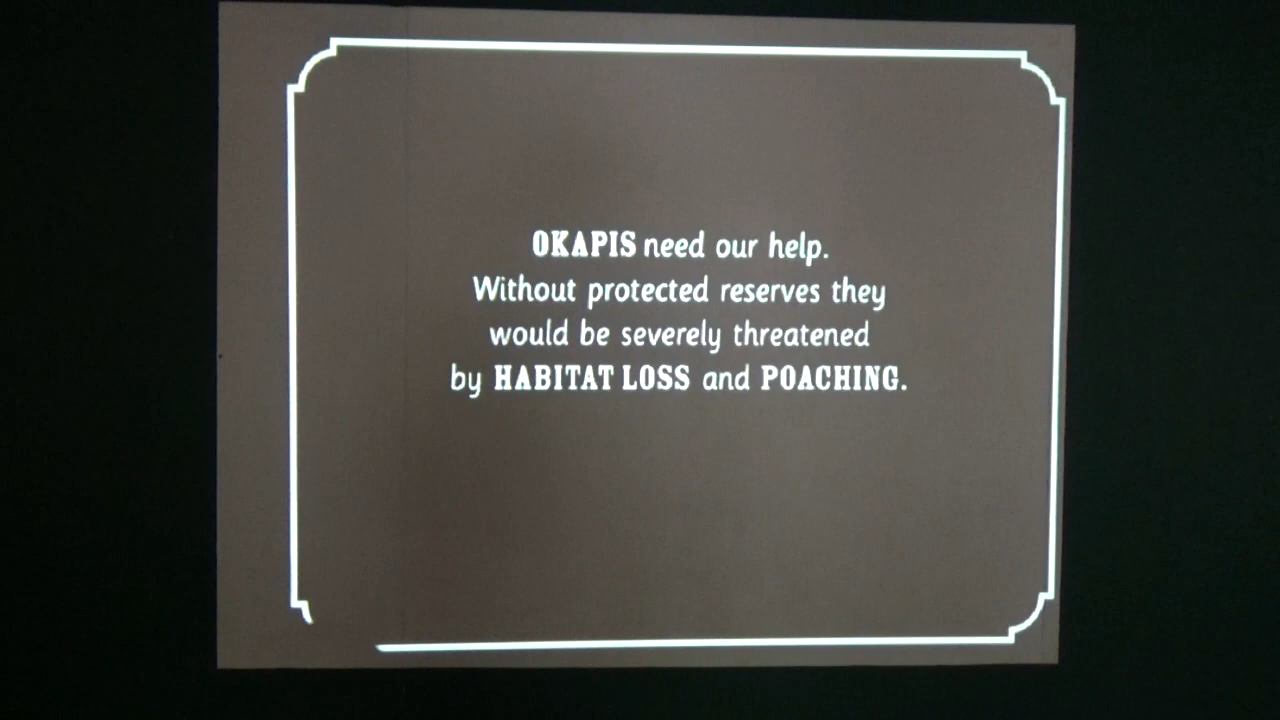 OKAPIS need our help.
Without protected reserves they
would be severely threatened
by HABITAT LOSS and POACHING.